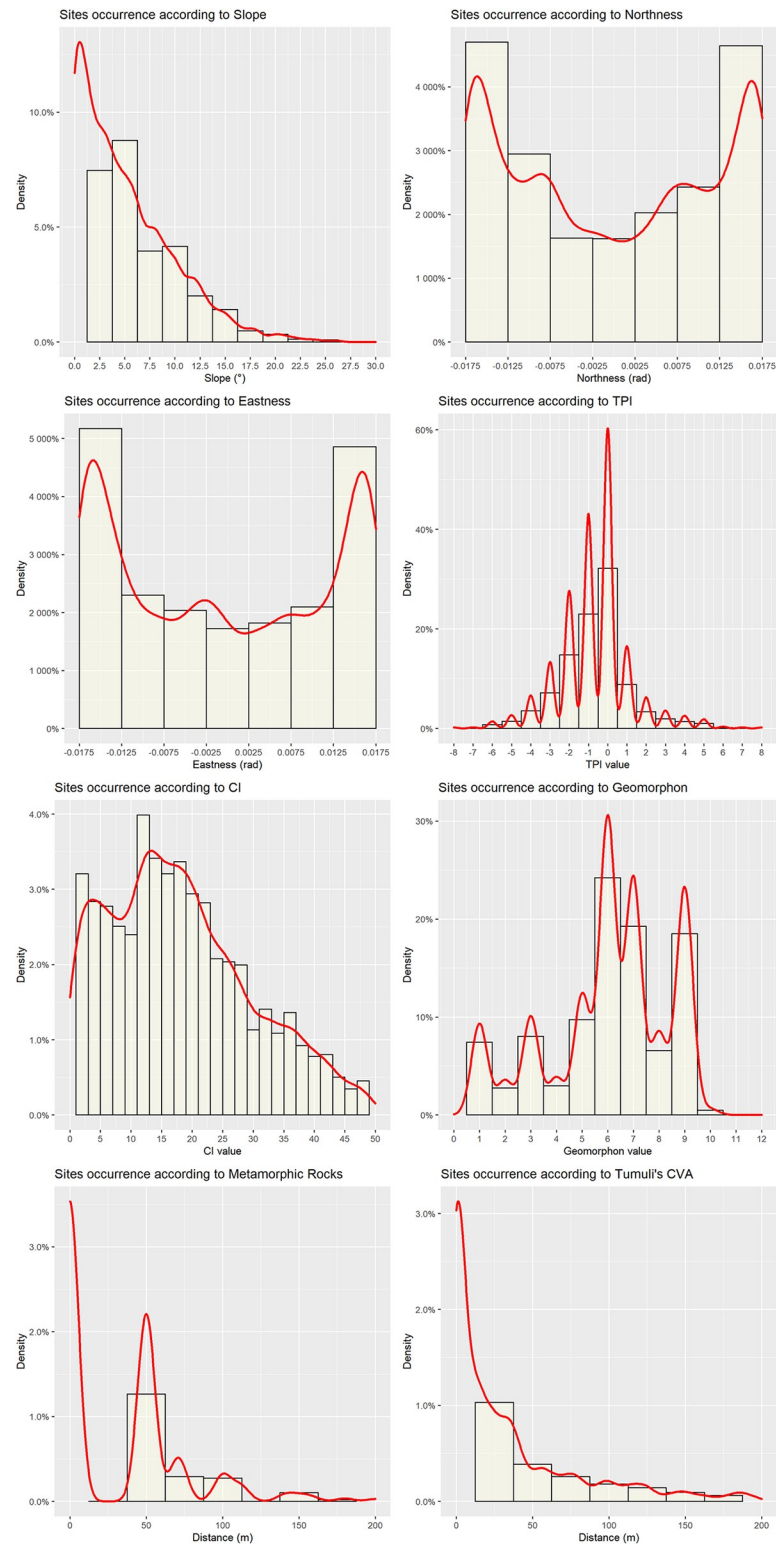 Sites occurrence according to Slope
10.0%
5.0%
0.0%
Density
0.0 2.5 5.0 7.5 10.0 12.5 15.0 17.5 20.0 22.5 25.0 27.5 30.0
Slope (°)
Sites occurrence according to Northness
4 000%
3 000%
2 000%
1 000%
0%
Density
-0.0175 -0.0125 -0.0075 -0.0025 0.0025 0.0075 0.0125 0.0175
Northness (rad)
Sites occurrence according to Eastness
5 000%
4 000%
3 000%
2 000%
1 000%
0%
Density
-0.0175 -0.0125 -0.0075 -0.0025 0.0025 0.0075 0.0125 0.0175
Eastness (rad)
Sites occurrence according to TPI
60%
40%
20%
0%
Density
-8 -7 -6 -5 -4 -3 -2 -1 0 1 2 3 4 5 6 7 8
TPI value
Sites occurrence according to CI
4.0%
3.0%
2.0%
1.0%
0.0%
Density
0 5 10 15 20 25 30 35 40 45 50
CI value
Sites occurrence according to Geomorphon
30%
20%
10%
0%
Density
0 1 2 3 4 5 6 7 8 9 10 11 12
Geomorphon value
Sites occurrence according to Metamorphic Rocks
3.0%
2.0%
1.0%
0.0%
Density
0 50 100 150 200
Distance (m)
Sites occurrence according to Tumuli's CVA
3.0%
2.0%
1.0%
0.0%
Density
0 50 100 150 200
Distance (m)